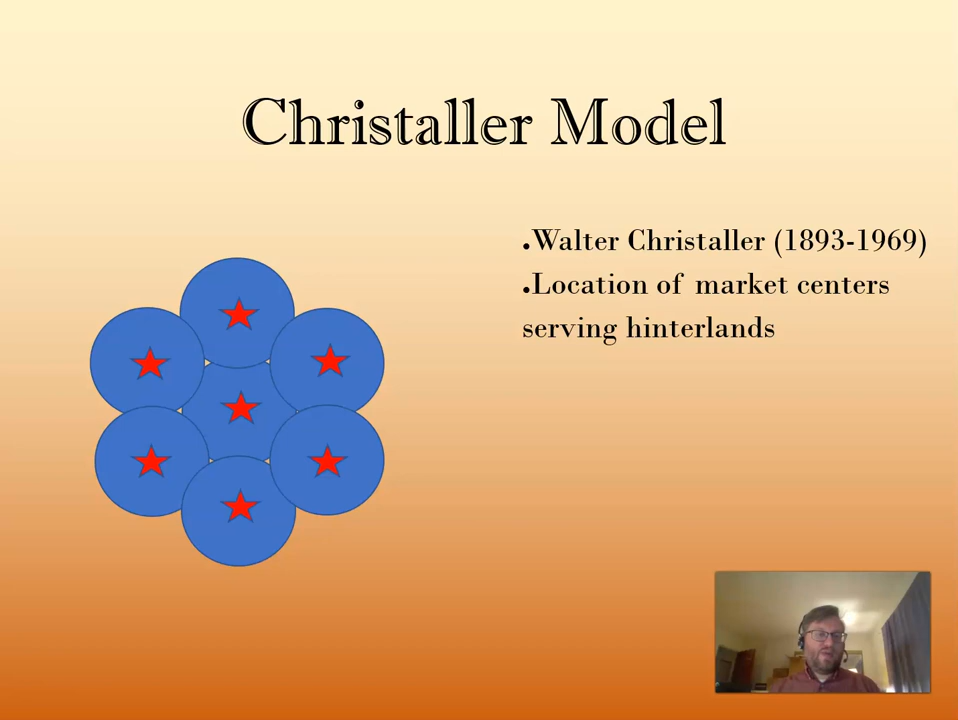 Christaller Model
•Walter Christaller (1893-1969)
•Location of market centers
serving hinterlands